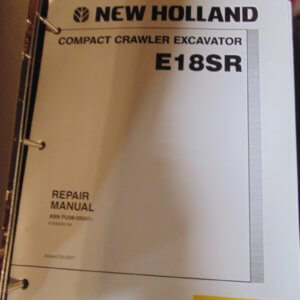 NEW HOLLAND
COMPACT CRAWLER EXCAVATOR
E18SR
REPAIR
MANUAL